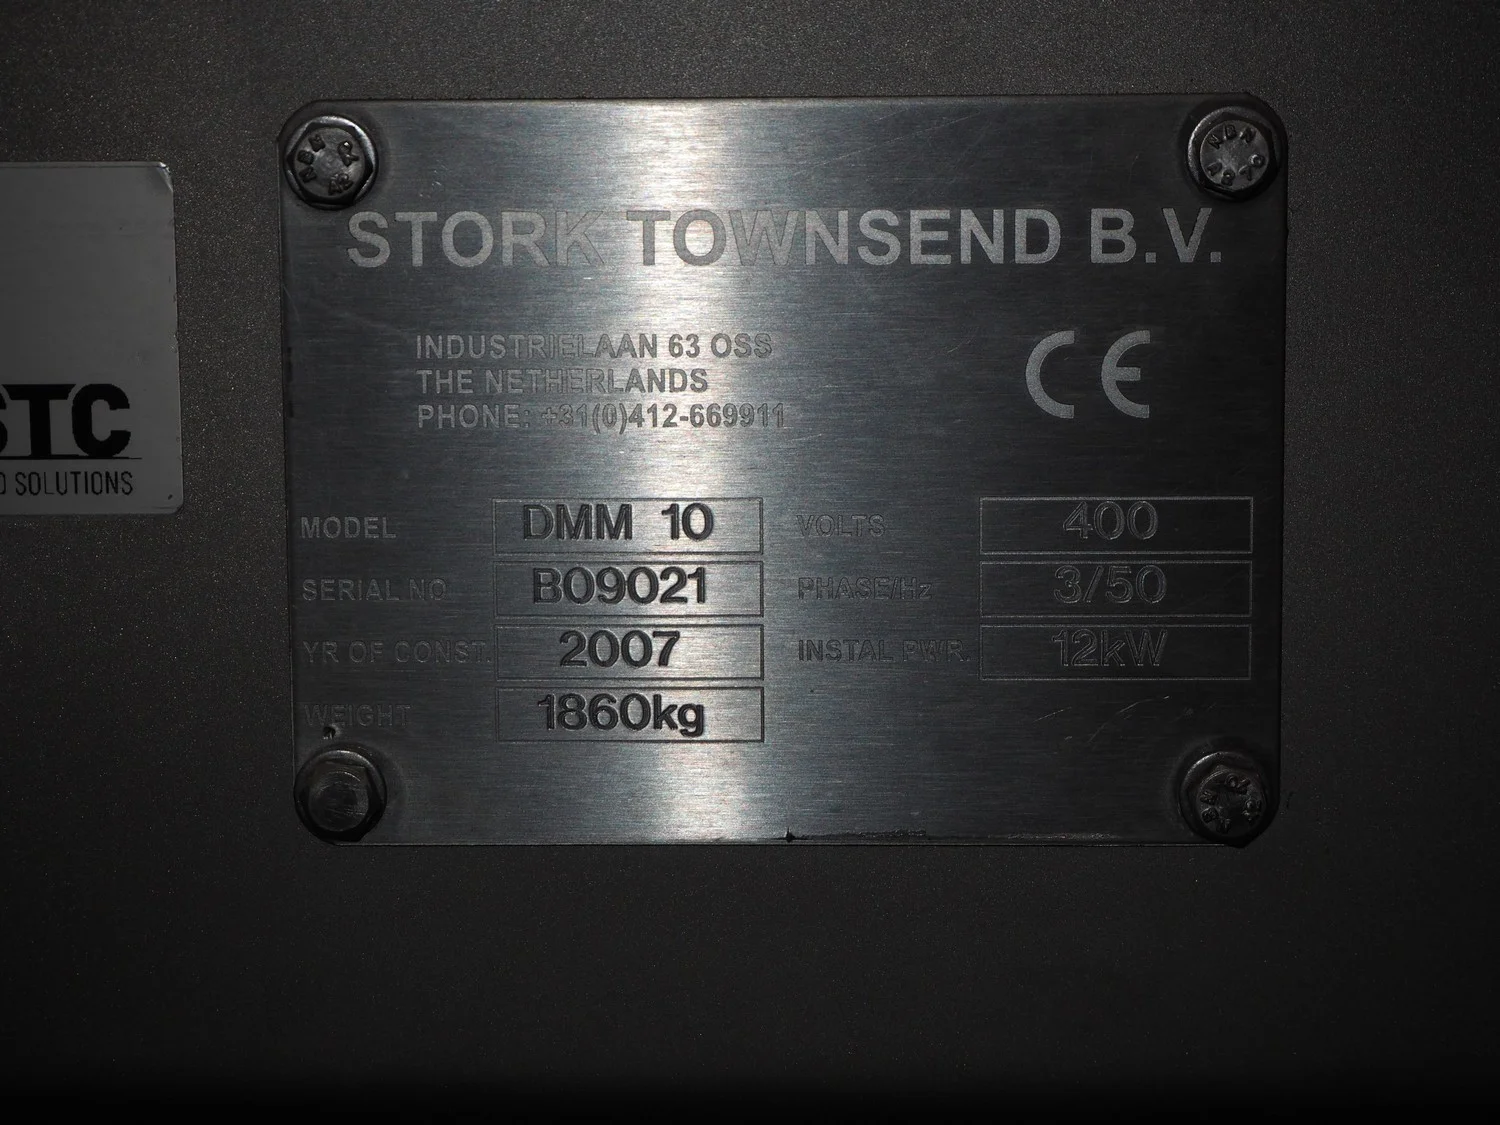 STORK TOWNSEND B.V.
INDUSTRIELAAN 63 OSS
THE NETHERLANDS
PHONE: +31(0)412-669911
CE
MODEL DMM 10
SERIAL NO. B09021
YR OF CONST. 2007
WEIGHT 1860kg
VOLTS 400
PHASE/Hz 3/50
INSTAL PWR. 12kW
STC
SOLUTIONS